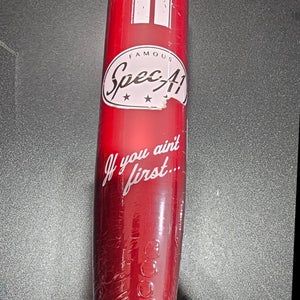 FAMOUS
Spec-A1
If you ain't
first...